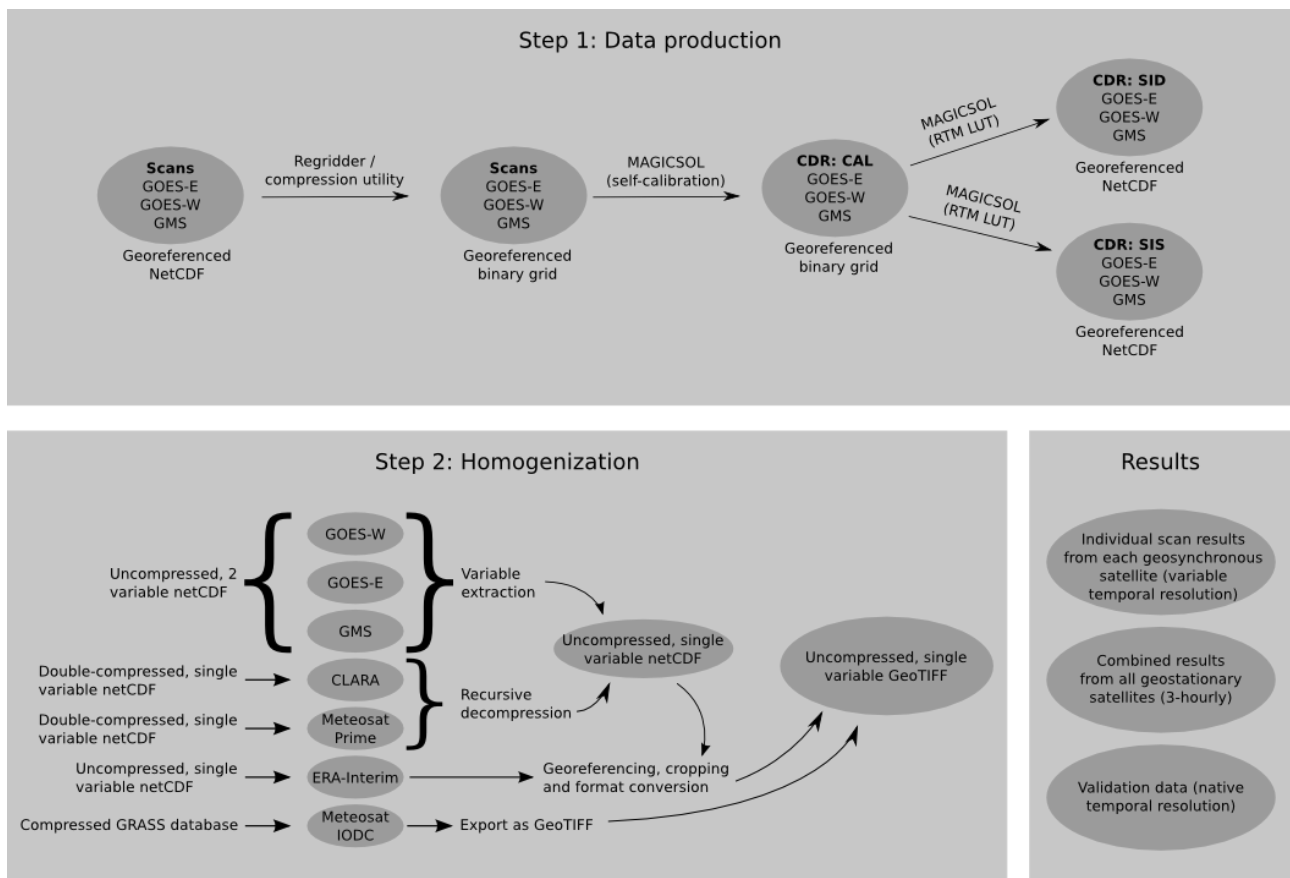 Step 1: Data production
Scans
GOES-E
GOES-W
GMS
Georeferenced
NetCDF
Regridder /
compression utility
Scans
GOES-E
GOES-W
GMS
Georeferenced
binary grid
MAGICSOL
(self-calibration)
CDR: CAL
GOES-E
GOES-W
GMS
Georeferenced
binary grid
MAGICSOL
(RTM LUT)
CDR: SID
GOES-E
GOES-W
GMS
Georeferenced
NetCDF
MAGICSOL
(RTM LUT)
CDR: SIS
GOES-E
GOES-W
GMS
Georeferenced
NetCDF
Step 2: Homogenization
Uncompressed, 2
variable netCDF
GOES-W
GOES-E
GMS
Variable
extraction
Double-compressed, single
variable netCDF
CLARA
Double-compressed, single
variable netCDF
Meteosat
Prime
Recursive
decompression
Uncompressed, single
variable netCDF
Uncompressed, single
variable netCDF
ERA-Interim
Georeferencing, cropping
and format conversion
Compressed GRASS database
Meteosat
IODC
Export as GeoTIFF
Uncompressed, single
variable GeoTIFF
Results
Individual scan results
from each geosynchronous
satellite (variable
temporal resolution)
Combined results
from all geostationary
satellites (3-hourly)
Validation data (native
temporal resolution)